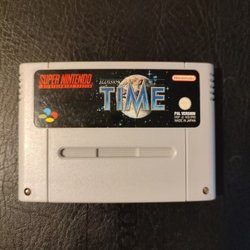 SUPER NINTENDO
ENTERTAINMENT SYSTEM
ILLUSION OF
TIME
Nintendo
PAL VERSION
MADE IN JAPAN